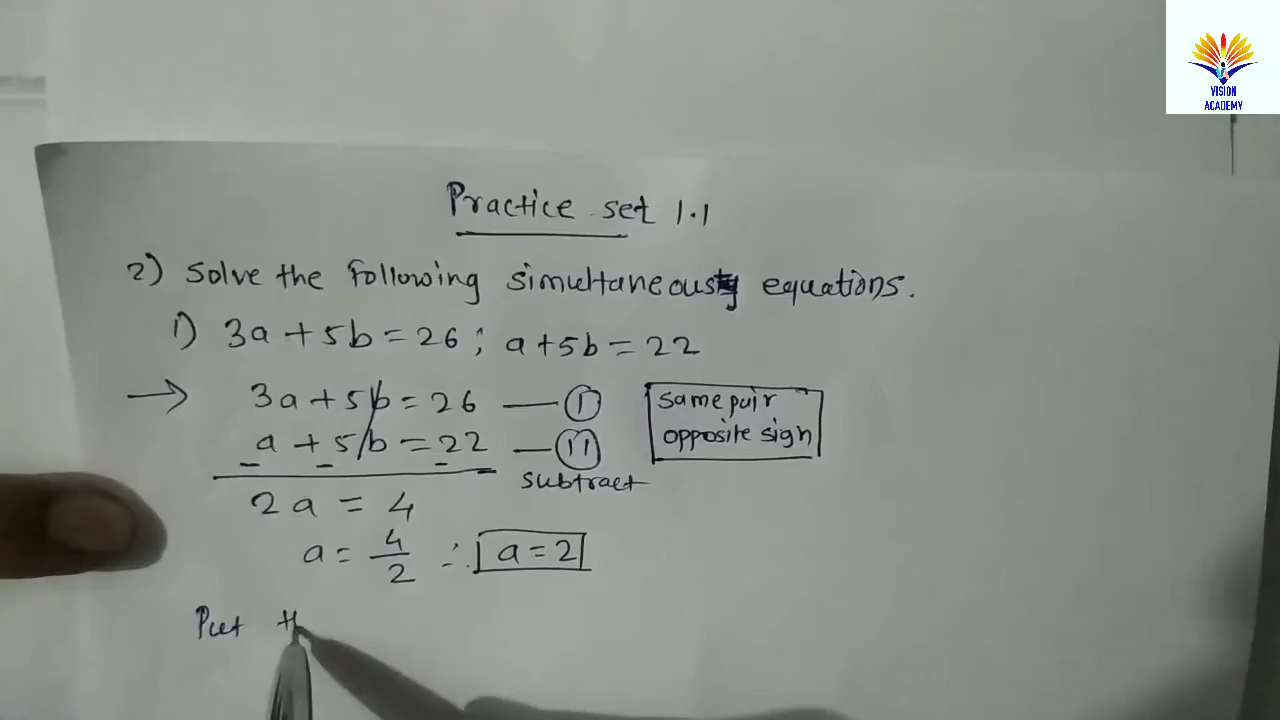 VISION
ACADEMY
Practice set 1.1
2) Solve the following simultaneous equations.
1) 3a + 5b = 26 ; a + 5b = 22
→ 3a + 5b = 26 — (I)
a + 5b = 22 — (II)
- - -
subtract
same pair
opposite sign
2a = 4
a = 4/2 ∴ a = 2
Put